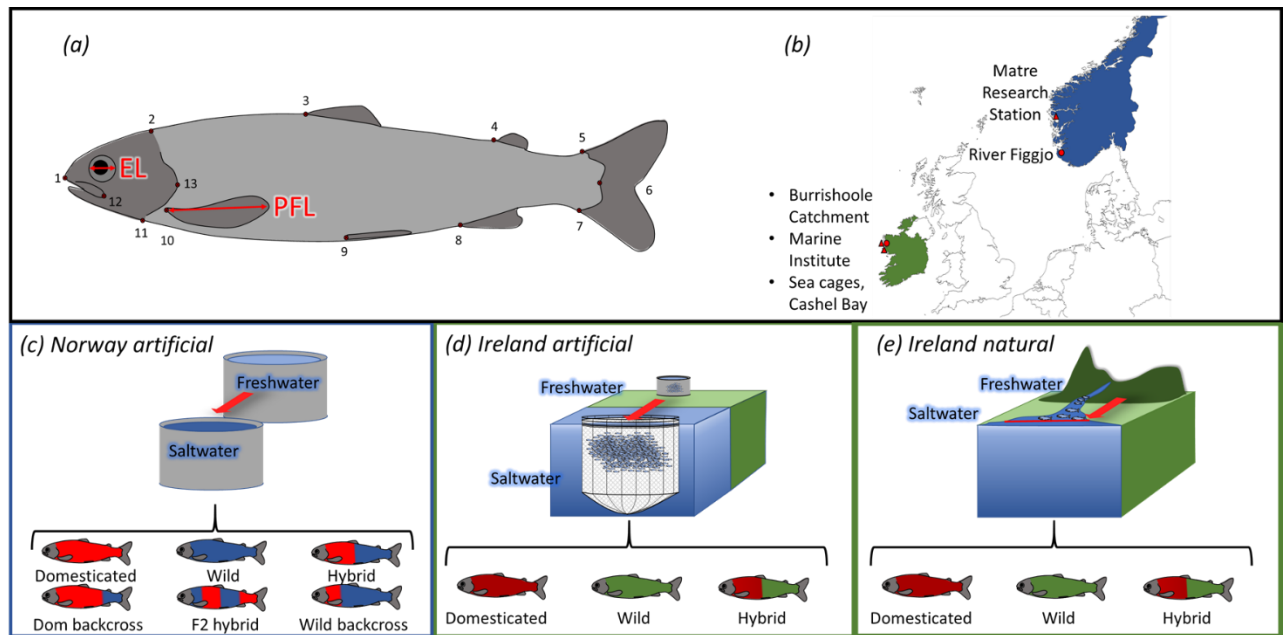 (a)
3
2
4
5
EL
1
13
6
12
PFL
11
10
7
8
9
(b)
Matre
Research
Station
River Figgjo
• Burrishoole
Catchment
• Marine
Institute
• Sea cages,
Cashel Bay
(c) Norway artificial
Freshwater
Saltwater
Domesticated
Wild
Hybrid
Dom backcross
F2 hybrid
Wild backcross
(d) Ireland artificial
Freshwater
Saltwater
Domesticated
Wild
Hybrid
(e) Ireland natural
Freshwater
Saltwater
Domesticated
Wild
Hybrid